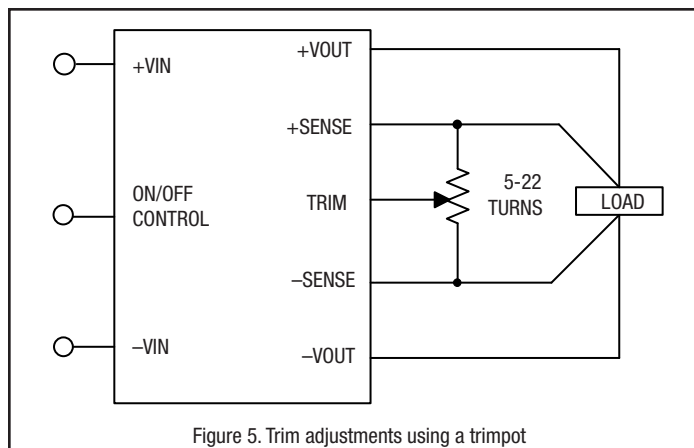 +VIN
ON/OFF
CONTROL
–VIN
+VOUT
+SENSE
TRIM
–SENSE
–VOUT
5-22
TURNS
LOAD
Figure 5. Trim adjustments using a trimpot